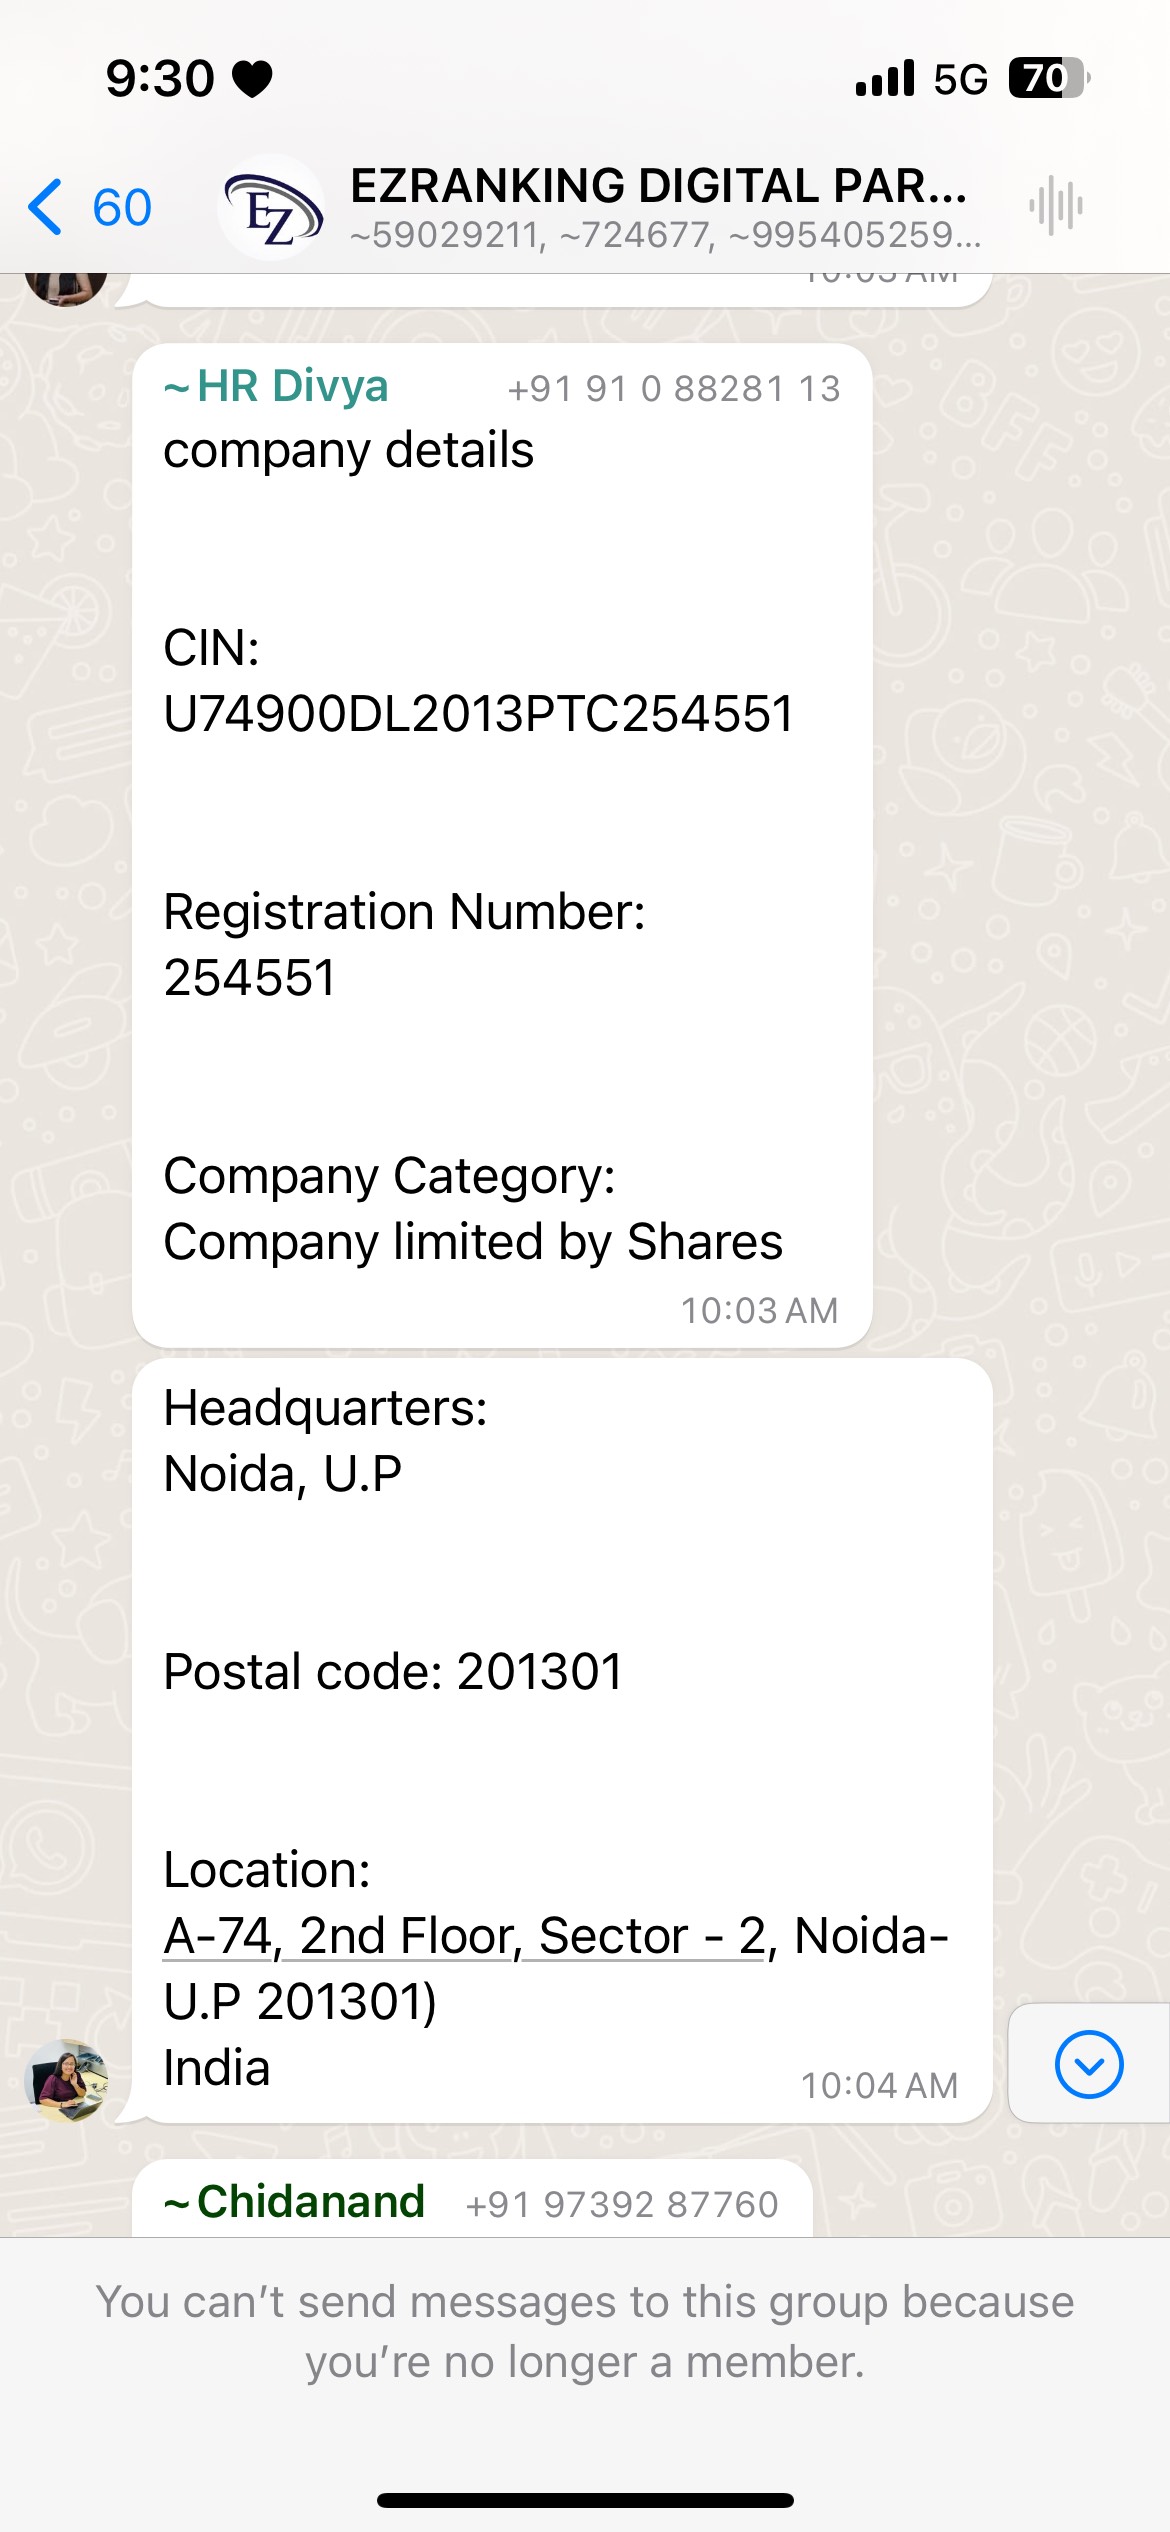 9:30
5G 70
60
EZ
EZRANKING DIGITAL PAR...
~59029211, ~724677, ~995405259...
10:03 AM
~HR Divya +91 91 0 88281 13
company details
CIN:
U74900DL2013PTC254551
Registration Number:
254551
Company Category:
Company limited by Shares
10:03 AM
Headquarters:
Noida, U.P
Postal code: 201301
Location:
A-74, 2nd Floor, Sector - 2, Noida-
U.P 201301)
India
10:04 AM
~Chidanand +91 97392 87760
You can't send messages to this group because
you're no longer a member.